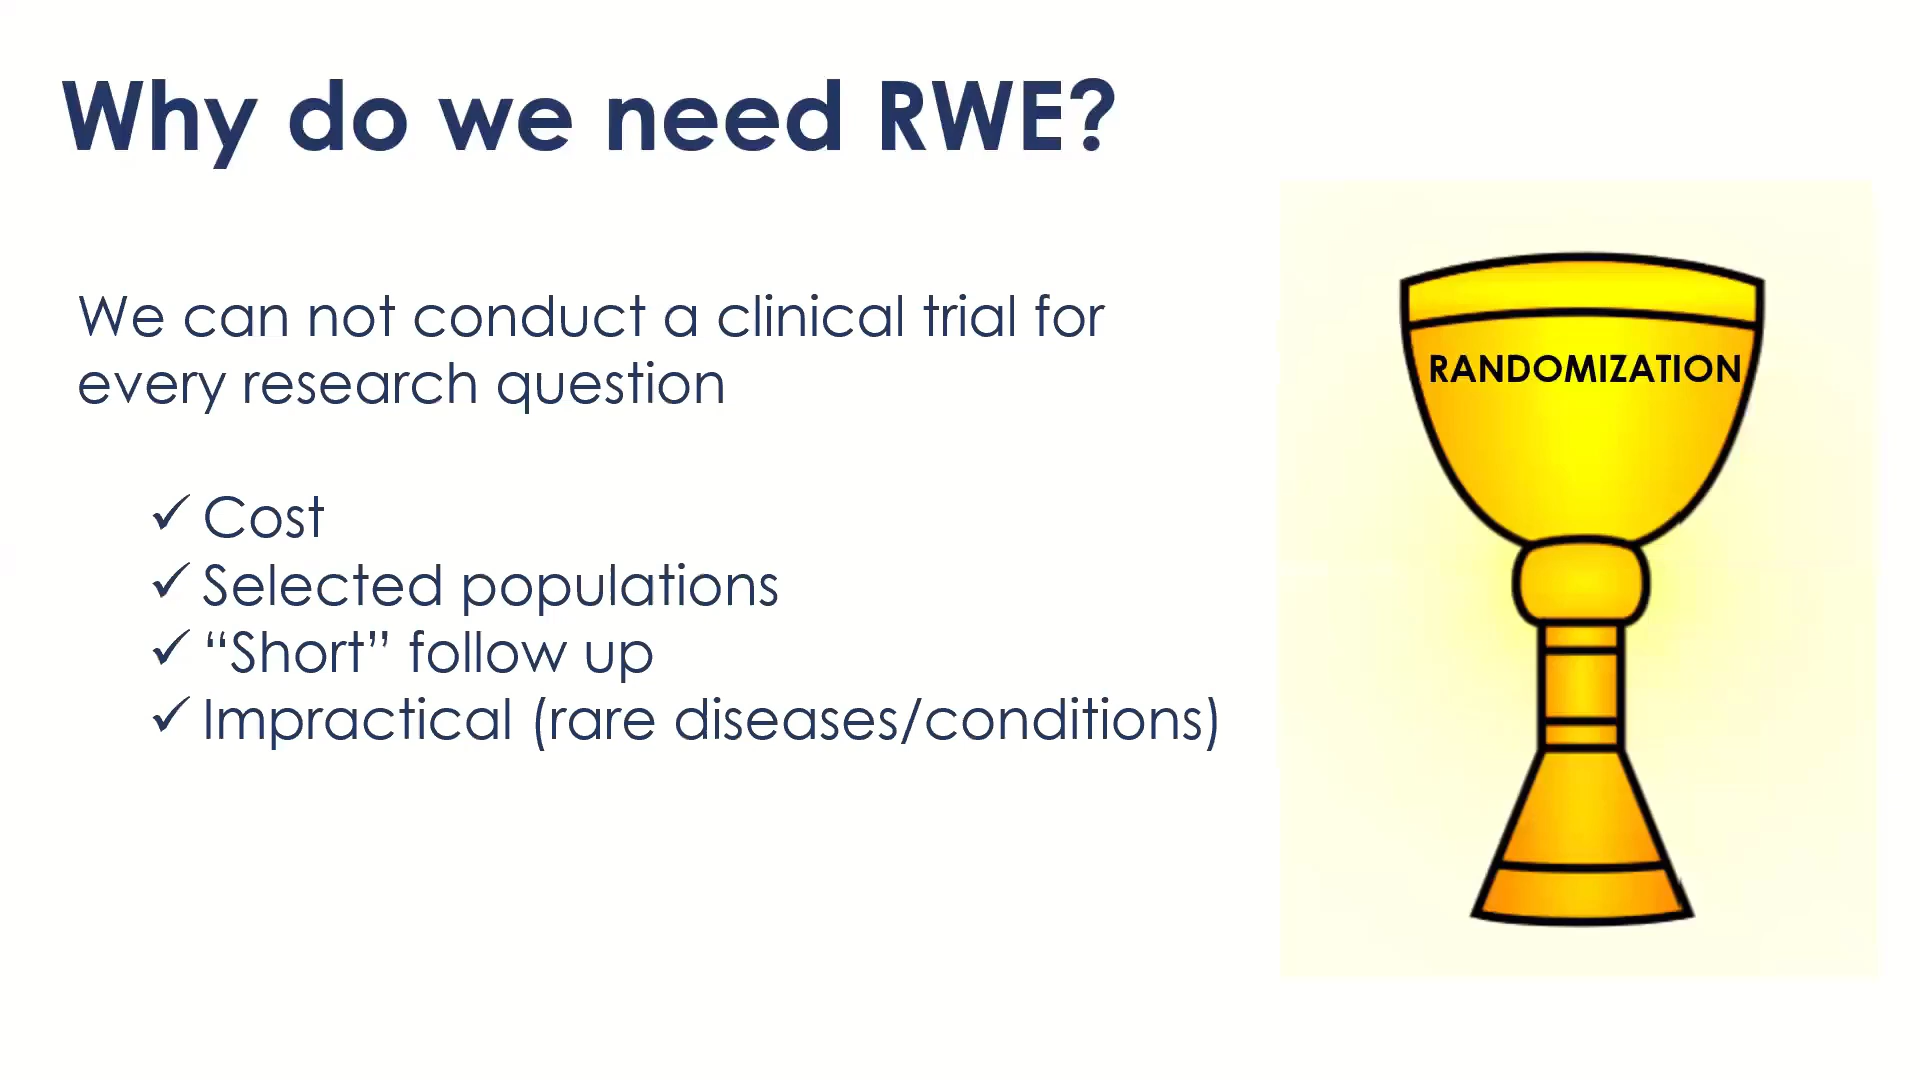 Why do we need RWE?
We can not conduct a clinical trial for
every research question
✓ Cost
✓ Selected populations
✓ “Short” follow up
✓ Impractical (rare diseases/conditions)
RANDOMIZATION